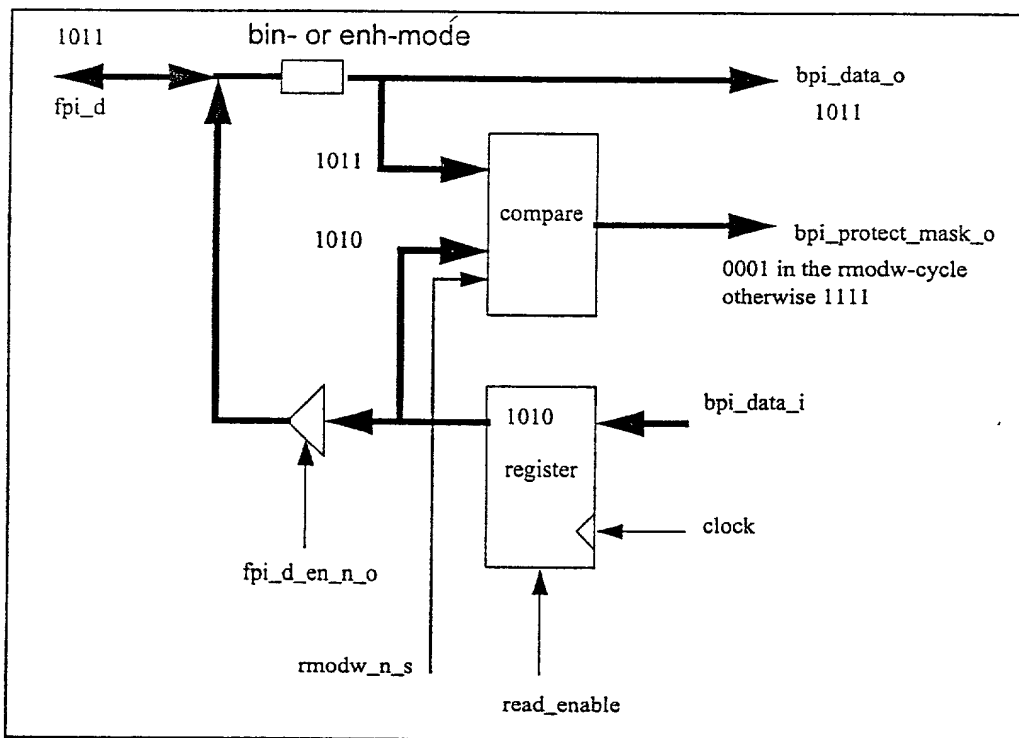 1011
bin- or enh-mode
fpi_d
bpi_data_o
1011
1011
compare
1010
bpi_protect_mask_o
0001 in the rmodw-cycle
otherwise 1111
1010
bpi_data_i
register
clock
fpi_d_en_n_o
rmodw_n_s
read_enable